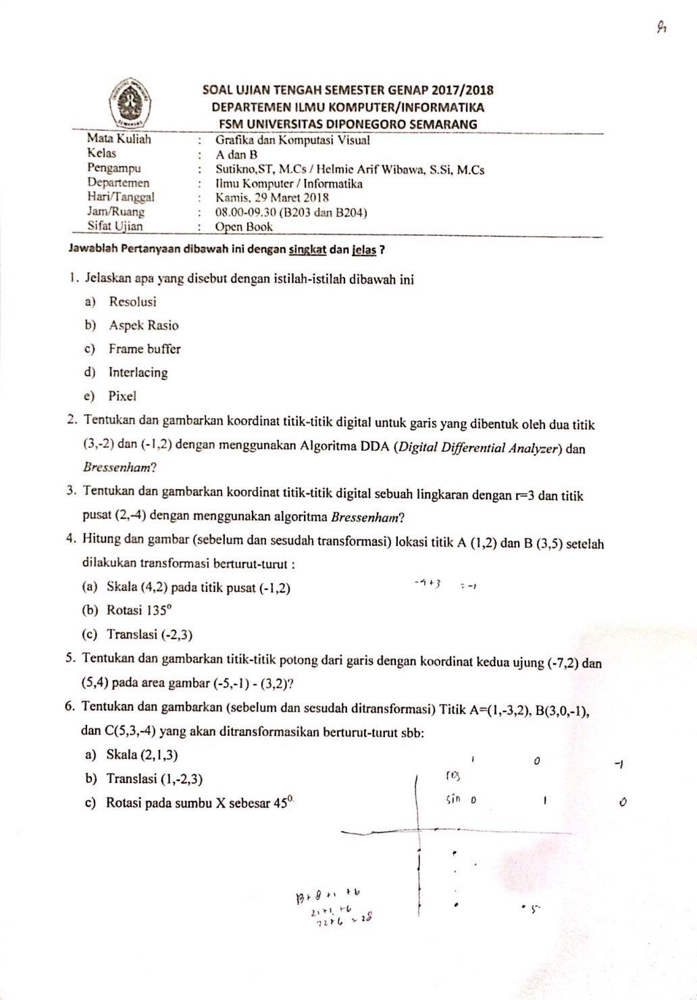 SOAL UJIAN TENGAH SEMESTER GENAP 2017/2018
DEPARTEMEN ILMU KOMPUTER/INFORMATIKA
FSM UNIVERSITAS DIPONEGORO SEMARANG
Mata Kuliah : Grafika dan Komputasi Visual
Kelas : A dan B
Pengampu : Sutikno,ST, M.Cs / Helmie Arif Wibawa, S.Si, M.Cs
Departemen : Ilmu Komputer / Informatika
Hari/Tanggal : Kamis, 29 Maret 2018
Jam/Ruang : 08.00-09.30 (B203 dan B204)
Sifat Ujian : Open Book
Jawablah Pertanyaan dibawah ini dengan singkat dan jelas ?
1. Jelaskan apa yang disebut dengan istilah-istilah dibawah ini
a) Resolusi
b) Aspek Rasio
c) Frame buffer
d) Interlacing
e) Pixel
2. Tentukan dan gambarkan koordinat titik-titik digital untuk garis yang dibentuk oleh dua titik
(3,-2) dan (-1,2) dengan menggunakan Algoritma DDA (Digital Differential Analyzer) dan
Bressenham?
3. Tentukan dan gambarkan koordinat titik-titik digital sebuah lingkaran dengan r=3 dan titik
pusat (2,-4) dengan menggunakan algoritma Bressenham?
4. Hitung dan gambar (sebelum dan sesudah transformasi) lokasi titik A (1,2) dan B (3,5) setelah
dilakukan transformasi berturut-turut :
(a) Skala (4,2) pada titik pusat (-1,2) -4+3 = -1
(b) Rotasi 135°
(c) Translasi (-2,3)
5. Tentukan dan gambarkan titik-titik potong dari garis dengan koordinat kedua ujung (-7,2) dan
(5,4) pada area gambar (-5,-1) - (3,2)?
6. Tentukan dan gambarkan (sebelum dan sesudah ditransformasi) Titik A=(1,-3,2), B(3,0,-1),
dan C(5,3,-4) yang akan ditransformasikan berturut-turut sbb:
a) Skala (2,1,3)
1 0 -1
b) Translasi (1,-2,3)
cos
c) Rotasi pada sumbu X sebesar 45⁰.
sin 0 1 0
13+8+1 +6
21+1 +6
22+6 = 28
5